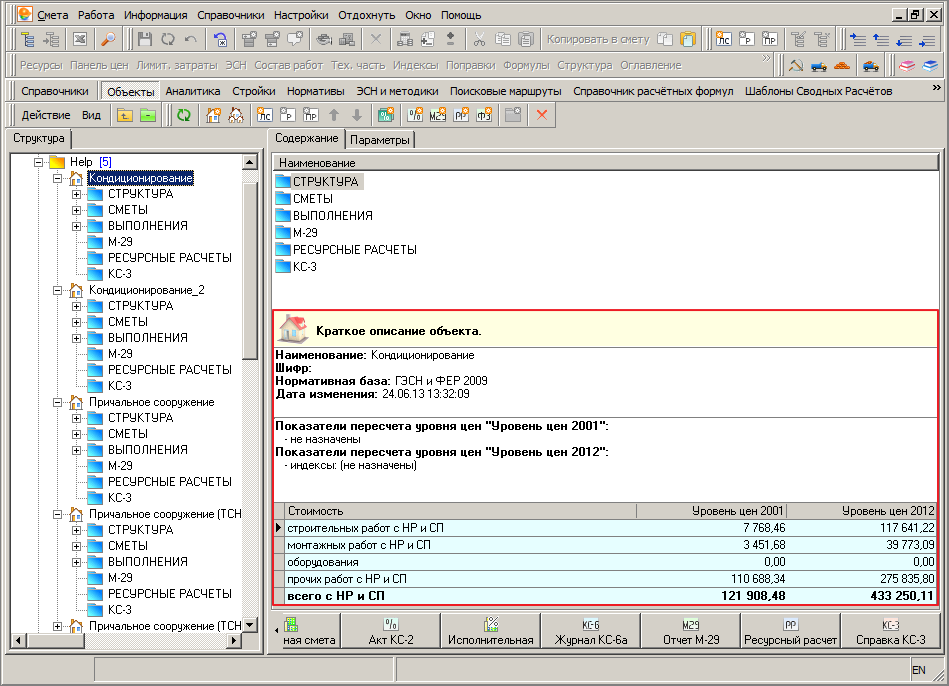 Смета Работа Информация Справочники Настройки Отдохнуть Окно Помощь
Копировать в смету
Ресурсы Панель цен Лимит. затраты ЭСН Состав работ Тех. часть Индексы Поправки Формулы Структура Оглавление
Справочники Объекты Аналитика Стройки Нормативы ЭСН и методики Поисковые маршруты Справочник расчётных формул Шаблоны Сводных Расчётов
Действие Вид
Структура
Содержание Параметры
Help [5]
Кондиционирование
СТРУКТУРА
СМЕТЫ
ВЫПОЛНЕНИЯ
М-29
РЕСУРСНЫЕ РАСЧЕТЫ
КС-3
Кондиционирование_2
СТРУКТУРА
СМЕТЫ
ВЫПОЛНЕНИЯ
М-29
РЕСУРСНЫЕ РАСЧЕТЫ
КС-3
Причальное сооружение
СТРУКТУРА
СМЕТЫ
ВЫПОЛНЕНИЯ
М-29
РЕСУРСНЫЕ РАСЧЕТЫ
КС-3
Причальное сооружение (ТСН
СТРУКТУРА
СМЕТЫ
ВЫПОЛНЕНИЯ
М-29
РЕСУРСНЫЕ РАСЧЕТЫ
КС-3
Причальное сооружение (ТСН
Наименование
СТРУКТУРА
СМЕТЫ
ВЫПОЛНЕНИЯ
М-29
РЕСУРСНЫЕ РАСЧЕТЫ
КС-3
Краткое описание объекта.
Наименование: Кондиционирование
Шифр:
Нормативная база: ГЭСН и ФЕР 2009
Дата изменения: 24.06.13 13:32:09
Показатели пересчета уровня цен "Уровень цен 2001":
- не назначены
Показатели пересчета уровня цен "Уровень цен 2012":
- индексы: (не назначены)
Стоимость Уровень цен 2001 Уровень цен 2012
строительных работ с НР и СП 7 768,46 117 641,22
монтажных работ с НР и СП 3 451,68 39 773,09
оборудования 0,00 0,00
прочих работ с НР и СП 110 688,34 275 835,80
всего с НР и СП 121 908,48 433 250,11
ная смета Акт КС-2 Исполнительная Журнал КС-6а Отчет М-29 Ресурсный расчет Справка КС-3
EN